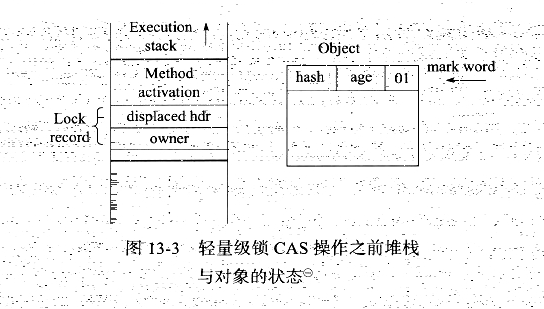 Execution
stack
Object
Method
activation
hash
age
01
mark word
Lock
record
displaced hdr
owner
图 13-3 轻量级锁 CAS 操作之前堆栈
与对象的状态㊀